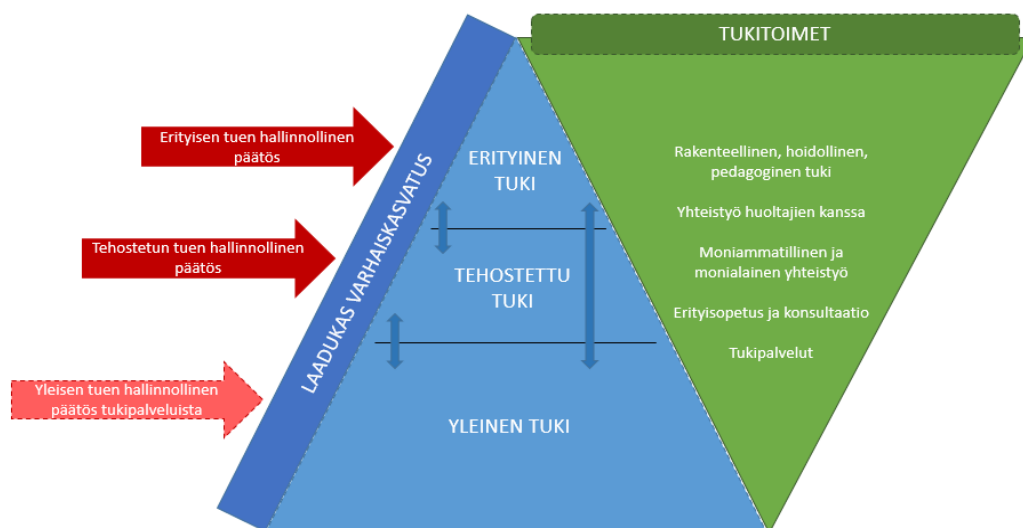 TUKITOIMET
Erityisen tuen hallinnollinen
päätös
Tehostetun tuen hallinnollinen
päätös
Yleisen tuen hallinnollinen
päätös tukipalveluista
LAADUKAS VARHAISKASVATUS
ERITYINEN
TUKI
TEHOSTETTU
TUKI
YLEINEN TUKI
Rakenteellinen, hoidollinen,
pedagoginen tuki
Yhteistyö huoltajien kanssa
Moniammatillinen ja
monialainen yhteistyö
Erityisopetus ja konsultaatio
Tukipalvelut